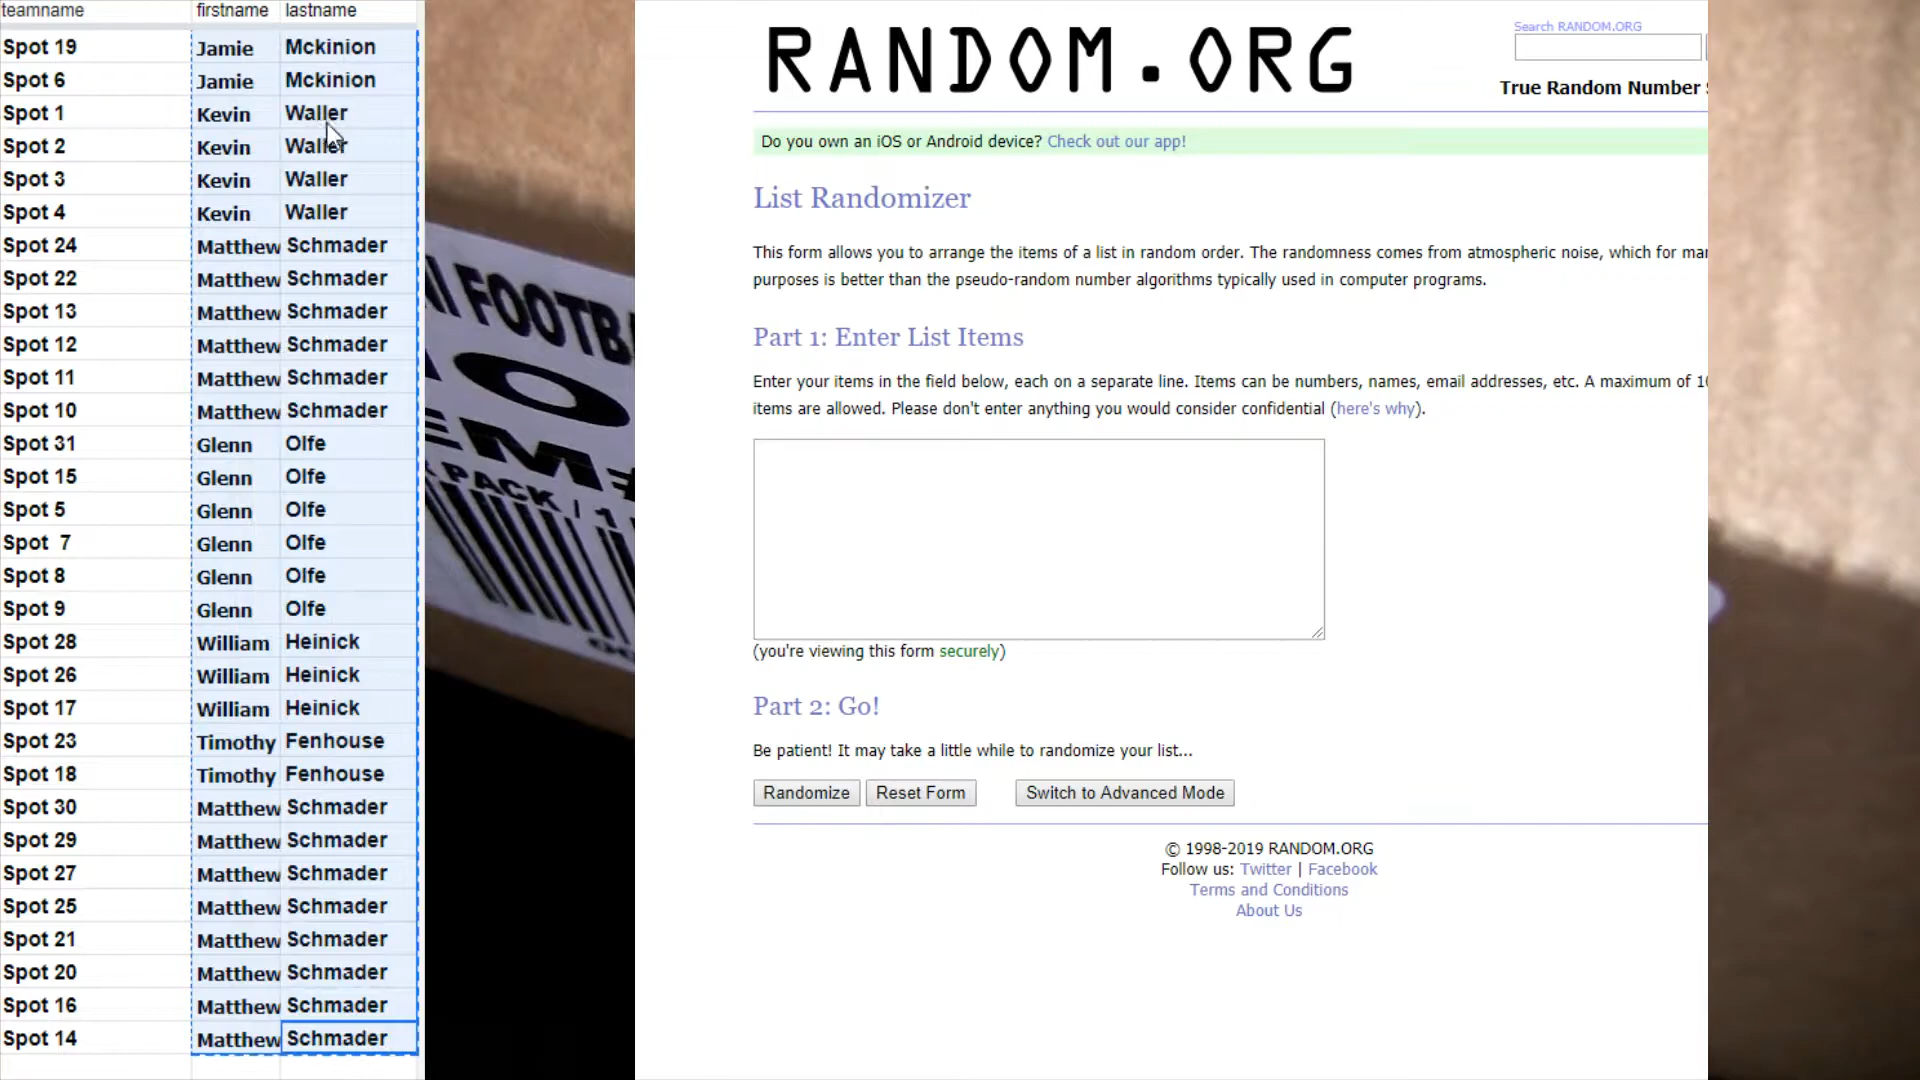 teamname firstname lastname
Spot 19 Jamie Mckinion
Spot 6 Jamie Mckinion
Spot 1 Kevin Waller
Spot 2 Kevin Waller
Spot 3 Kevin Waller
Spot 4 Kevin Waller
Spot 24 Matthew Schmader
Spot 22 Matthew Schmader
Spot 13 Matthew Schmader
Spot 12 Matthew Schmader
Spot 11 Matthew Schmader
Spot 10 Matthew Schmader
Spot 31 Glenn Olfe
Spot 15 Glenn Olfe
Spot 5 Glenn Olfe
Spot 7 Glenn Olfe
Spot 8 Glenn Olfe
Spot 9 Glenn Olfe
Spot 28 William Heinick
Spot 26 William Heinick
Spot 17 William Heinick
Spot 23 Timothy Fenhouse
Spot 18 Timothy Fenhouse
Spot 30 Matthew Schmader
Spot 29 Matthew Schmader
Spot 27 Matthew Schmader
Spot 25 Matthew Schmader
Spot 21 Matthew Schmader
Spot 20 Matthew Schmader
Spot 16 Matthew Schmader
Spot 14 Matthew Schmader
PACK / 1
RANDOM.ORG
Search RANDOM.ORG
True Random Number
Do you own an iOS or Android device? Check out our app!
List Randomizer
This form allows you to arrange the items of a list in random order. The randomness comes from atmospheric noise, which for
purposes is better than the pseudo-random number algorithms typically used in computer programs.
Part 1: Enter List Items
Enter your items in the field below, each on a separate line. Items can be numbers, names, email addresses, etc. A maximum of
items are allowed. Please don't enter anything you would consider confidential (here's why).
(you're viewing this form securely)
Part 2: Go!
Be patient! It may take a little while to randomize your list...
Randomize Reset Form Switch to Advanced Mode
© 1998-2019 RANDOM.ORG
Follow us: Twitter | Facebook
Terms and Conditions
About Us